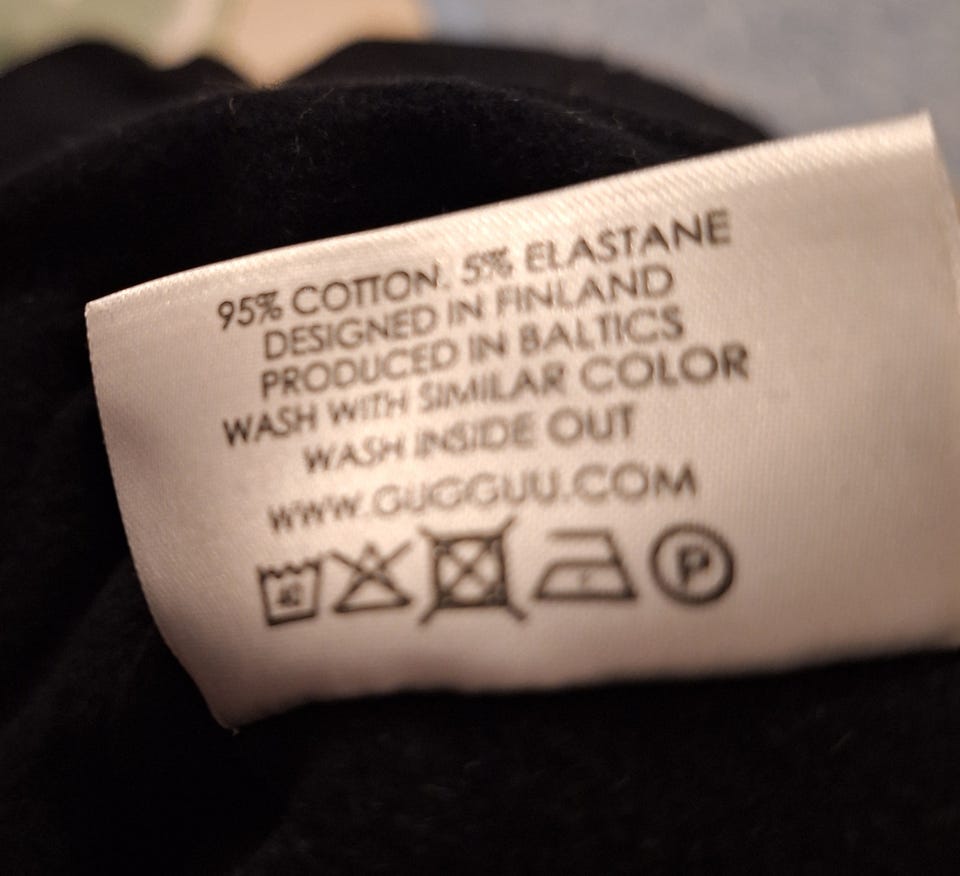 95% COTTON, 5% ELASTANE
DESIGNED IN FINLAND
PRODUCED IN BALTICS
WASH WITH SIMILAR COLOR
WASH INSIDE OUT
WWW.GUGGUU.COM
40 P